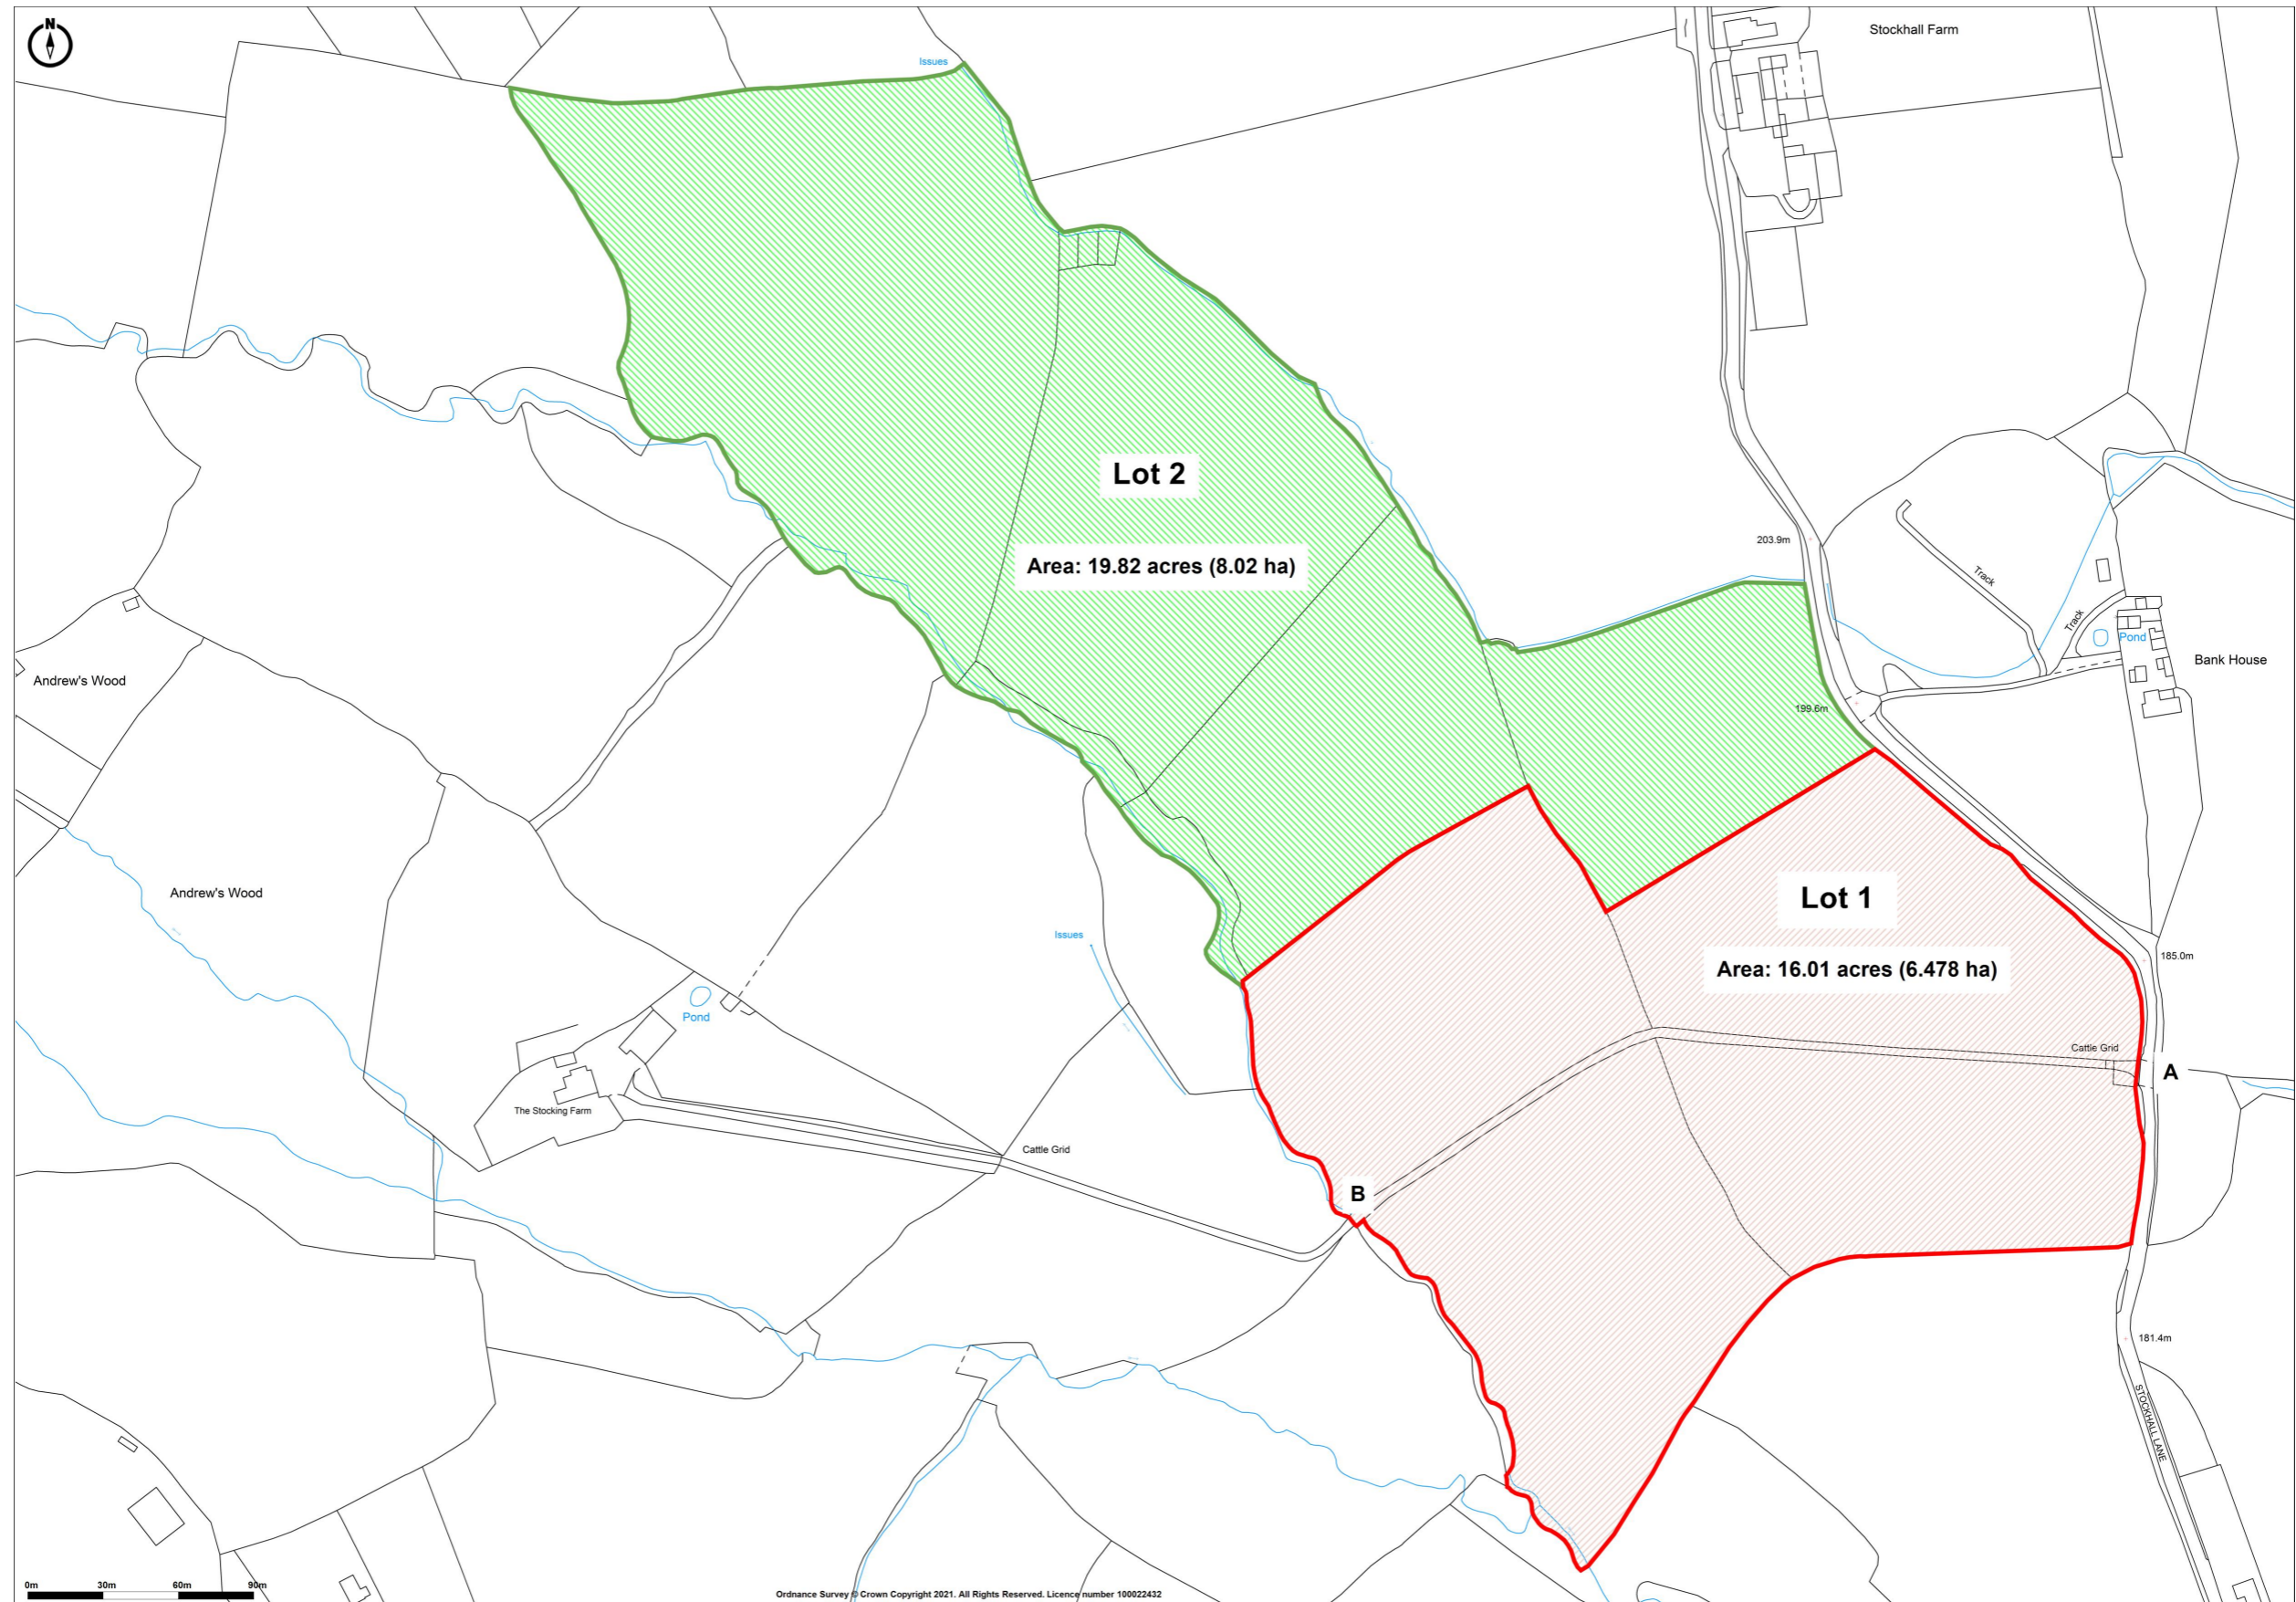 N
Stockhall Farm
Issues
Lot 2
203.9m
Area: 19.82 acres (8.02 ha)
Track
Track
Pond
Bank House
Andrew's Wood
199.6m
Andrew's Wood
Lot 1
Issues
185.0m
Area: 16.01 acres (6.478 ha)
Pond
Cattle Grid
A
The Stocking Farm
Cattle Grid
B
181.4m
STOCKHALL LANE
0m 30m 60m 90m
Ordnance Survey © Crown Copyright 2021. All Rights Reserved. Licence number 100022432